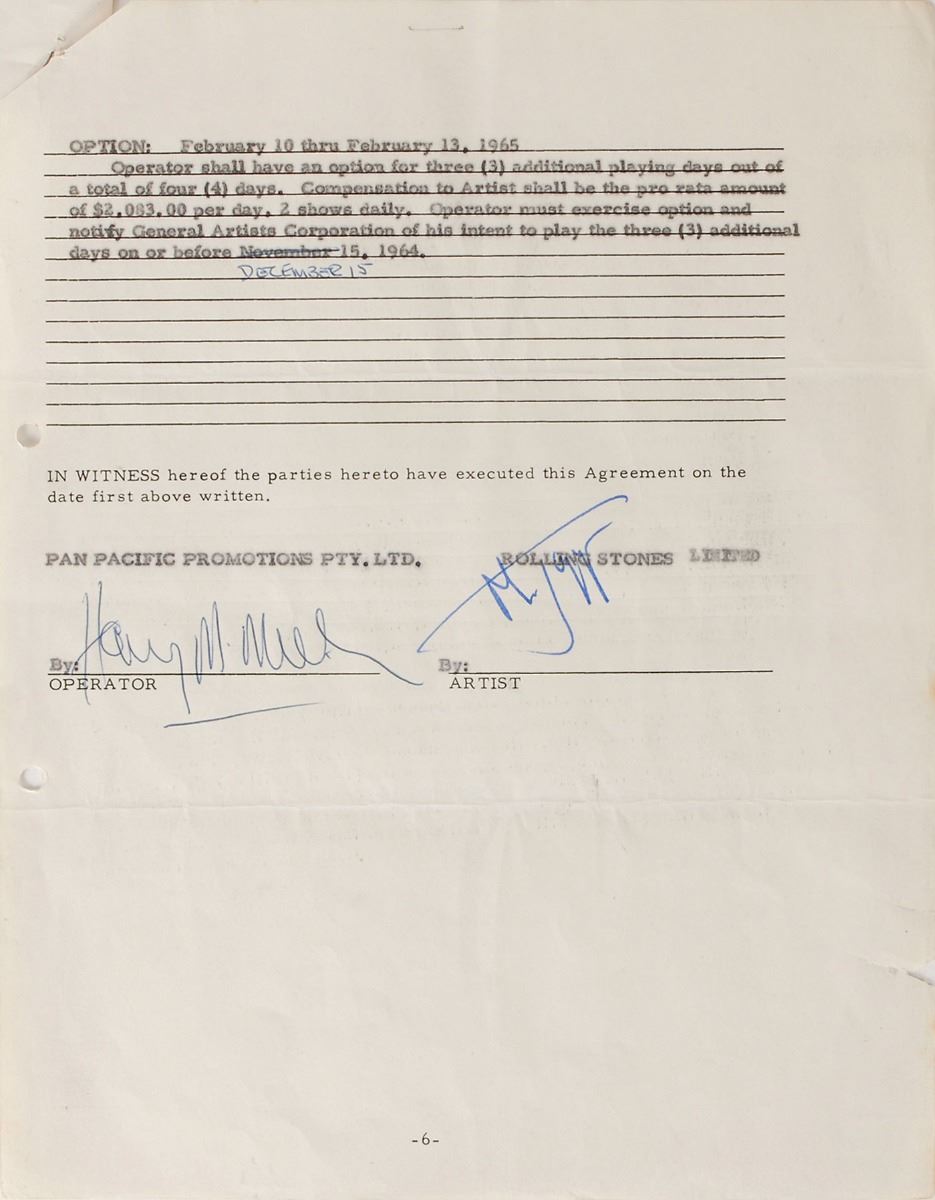 OPTION: February 10 thru February 13, 1965
Operator shall have an option for three (3) additional playing days out of
a total of four (4) days. Compensation to Artist shall be the pro rata amount
of $2,083.00 per day, 2 shows daily. Operator must exercise option and
notify General Artists Corporation of his intent to play the three (3) additional
days on or before November 15, 1964.
DECEMBER 15
IN WITNESS hereof the parties hereto have executed this Agreement on the
date first above written.
PAN PACIFIC PROMOTIONS PTY. LTD. ROLLING STONES LIMITED
Harry M. Miller M. Jagger
By: By:
OPERATOR ARTIST
-6-